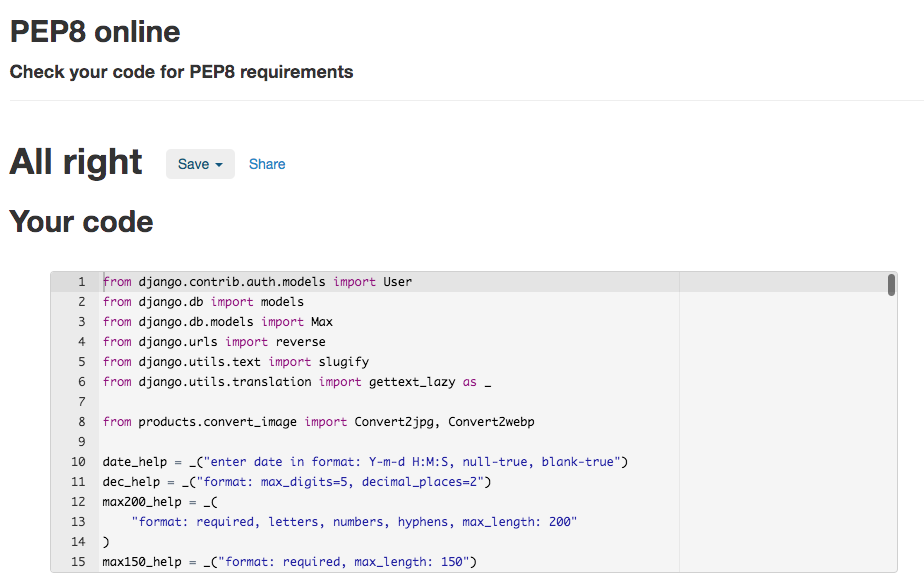 PEP8 online
Check your code for PEP8 requirements
All right Save Share
Your code
1 from django.contrib.auth.models import User
2 from django.db import models
3 from django.db.models import Max
4 from django.urls import reverse
5 from django.utils.text import slugify
6 from django.utils.translation import gettext_lazy as _
7
8 from products.convert_image import Convert2jpg, Convert2webp
9
10 date_help = _("enter date in format: Y-m-d H:M:S, null-true, blank-true")
11 dec_help = _("format: max_digits=5, decimal_places=2")
12 max200_help = _(
13     "format: required, letters, numbers, hyphens, max_length: 200"
14 )
15 max150_help = _("format: required, max_length: 150")